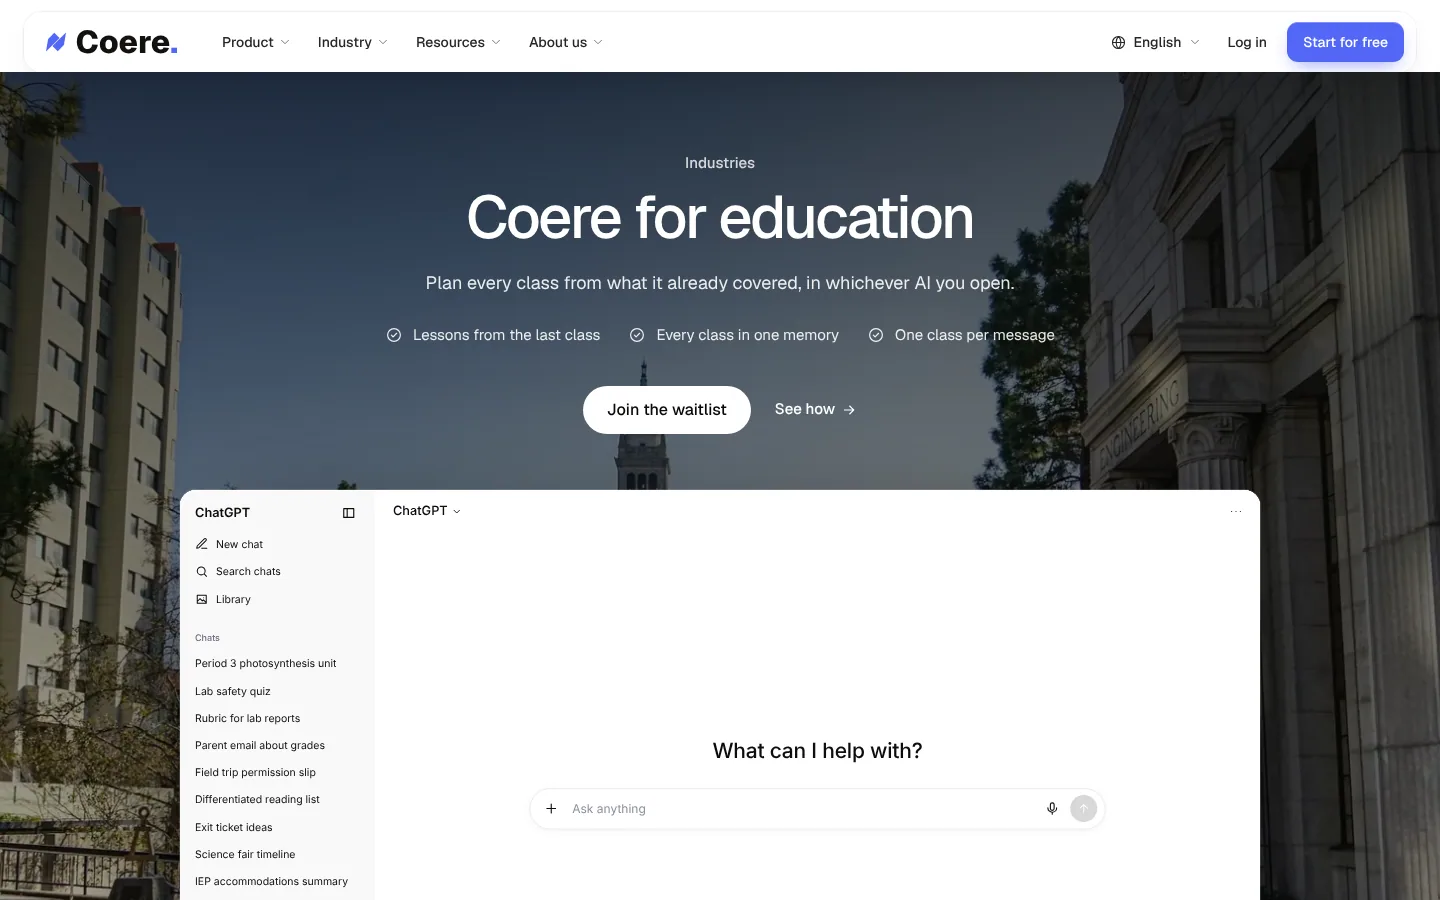 Coere.
Product
Industry
Resources
About us
English
Log in
Start for free
Industries
Coere for education
Plan every class from what it already covered, in whichever AI you open.
Lessons from the last class
Every class in one memory
One class per message
Join the waitlist
See how
ENGINEERING
ChatGPT
New chat
Search chats
Library
Chats
Period 3 photosynthesis unit
Lab safety quiz
Rubric for lab reports
Parent email about grades
Field trip permission slip
Differentiated reading list
Exit ticket ideas
Science fair timeline
IEP accommodations summary
ChatGPT
What can I help with?
Ask anything